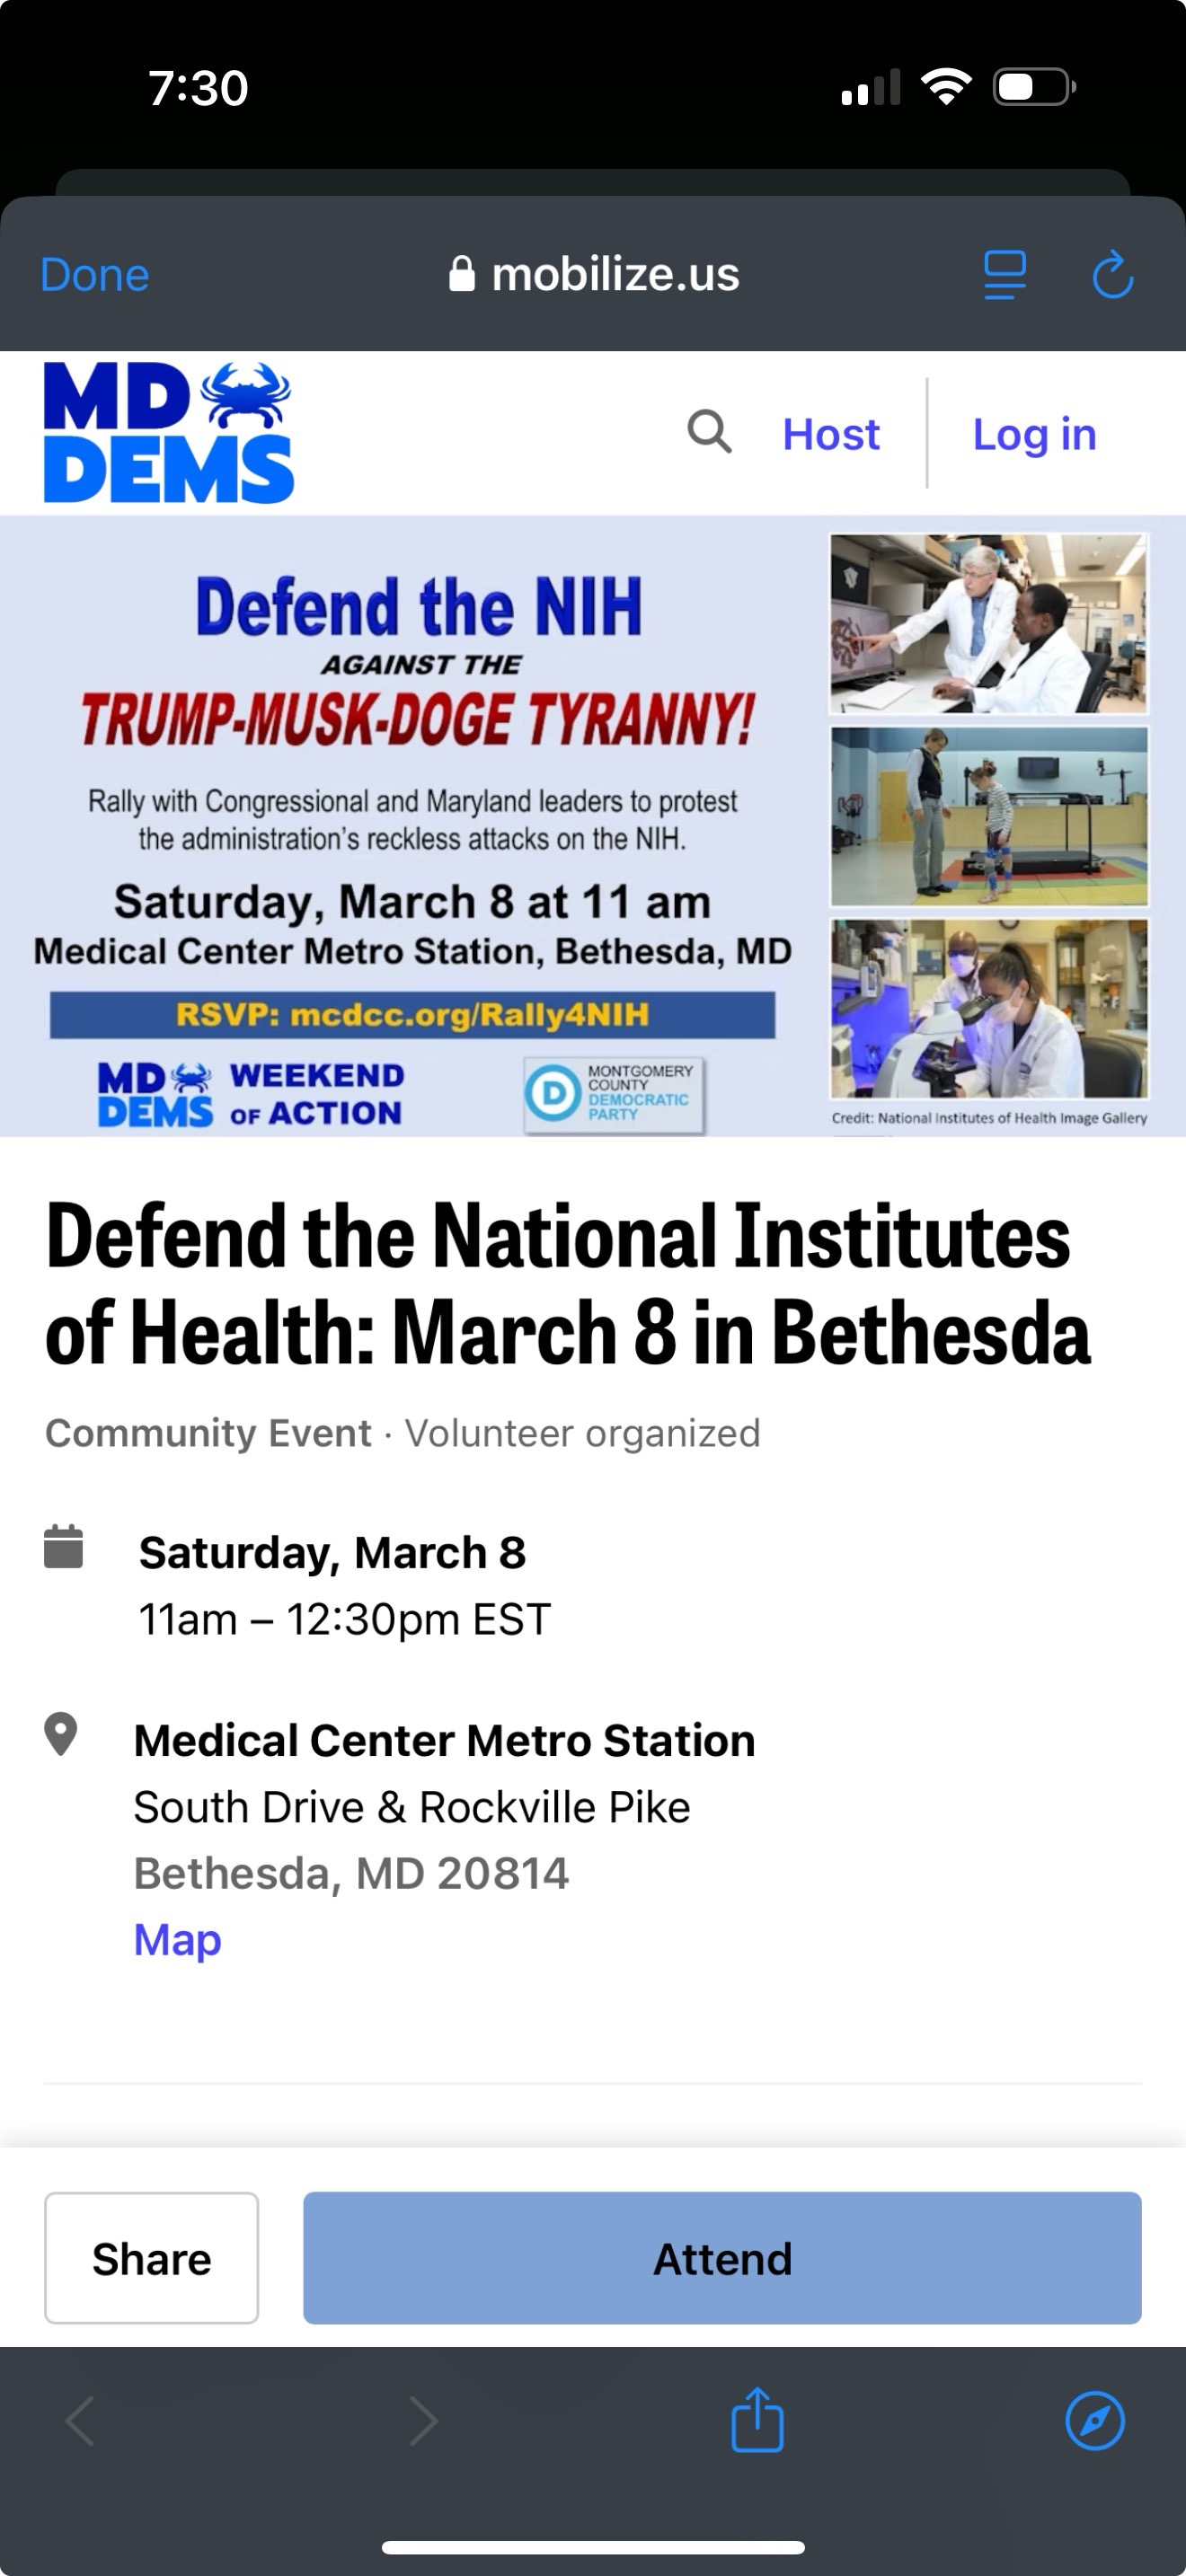 7:30
Done
mobilize.us
MD
DEMS
Host
Log in
Defend the NIH
AGAINST THE
TRUMP-MUSK-DOGE TYRANNY!
Rally with Congressional and Maryland leaders to protest
the administration's reckless attacks on the NIH.
Saturday, March 8 at 11 am
Medical Center Metro Station, Bethesda, MD
RSVP: mcdcc.org/Rally4NIH
MD
DEMS
WEEKEND
OF ACTION
D
MONTGOMERY
COUNTY
DEMOCRATIC
PARTY
Credit: National Institutes of Health Image Gallery
Defend the National Institutes
of Health: March 8 in Bethesda
Community Event · Volunteer organized
Saturday, March 8
11am – 12:30pm EST
Medical Center Metro Station
South Drive & Rockville Pike
Bethesda, MD 20814
Map
Share
Attend